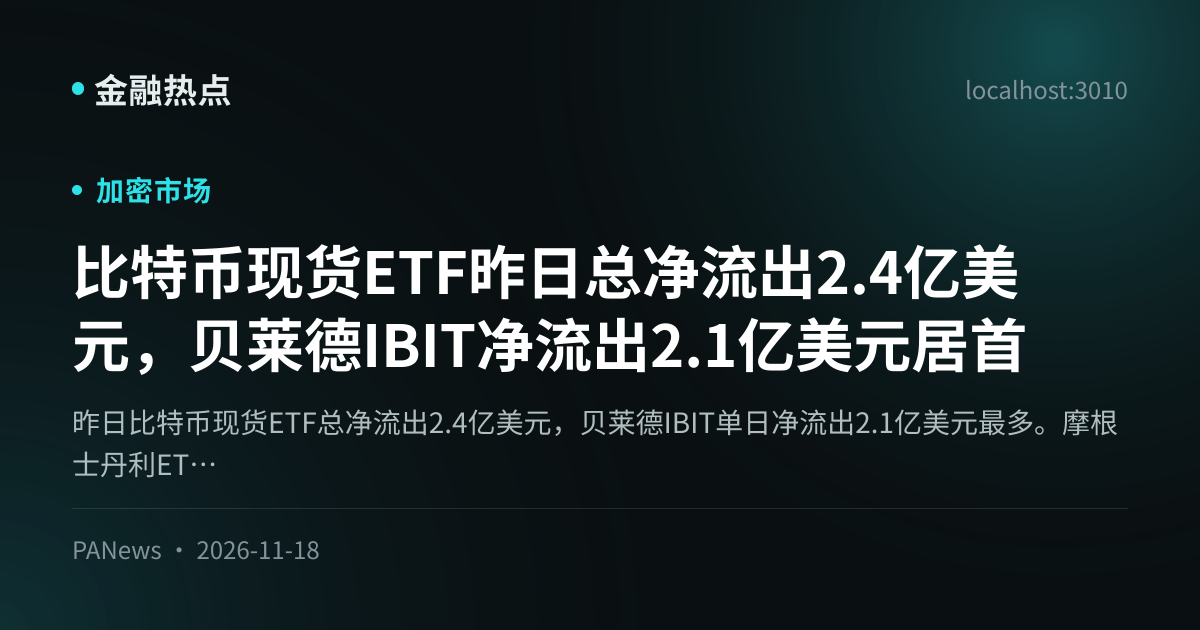 金融热点
localhost:3010
加密市场
比特币现货ETF昨日总净流出2.4亿美
元，贝莱德IBIT净流出2.1亿美元居首
昨日比特币现货ETF总净流出2.4亿美元，贝莱德IBIT单日净流出2.1亿美元最多。摩根
士丹利ET…
PANews • 2026-11-18